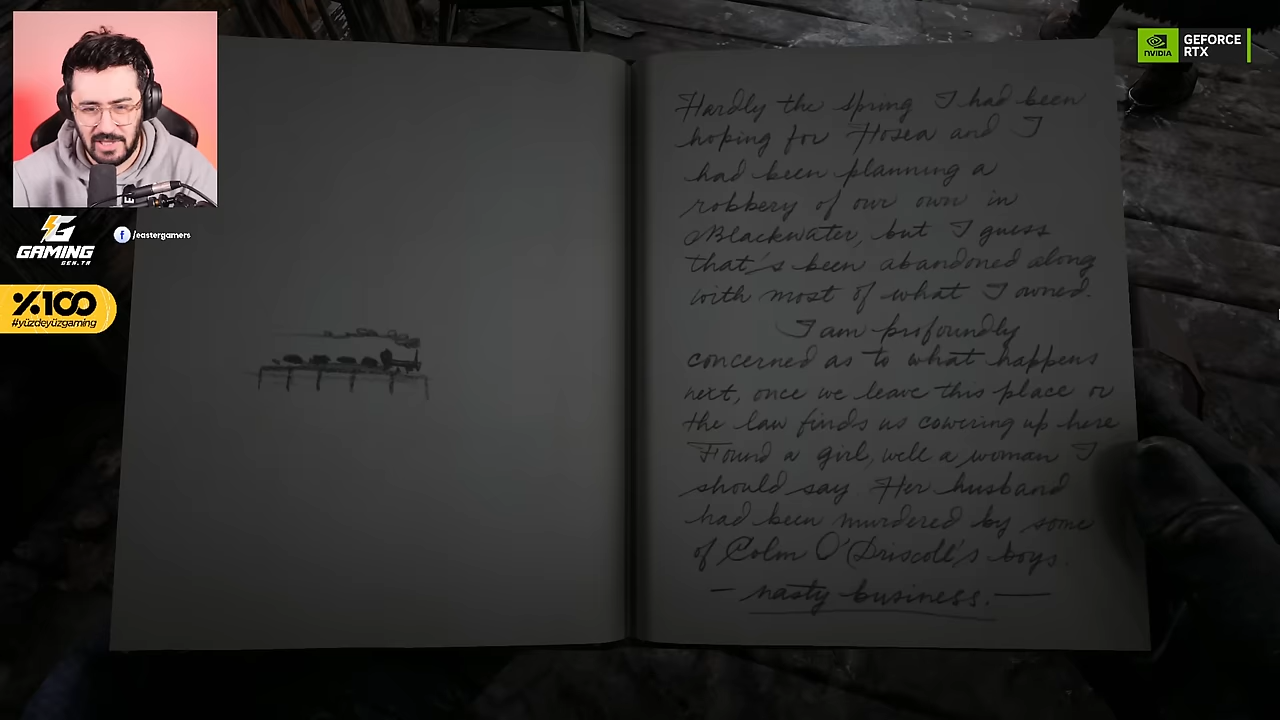 NVIDIA
GEFORCE
RTX
GAMING
GEN.TR
/eastergamers
%100
#yüzdeyüzgaming
Hardly the spring I had been
hoping for Hosea and I
had been planning a
robbery of our own in
Blackwater, but I guess
that's been abandoned along
with most of what I owned.
I am profoundly
concerned as to what happens
next, once we leave this place or
the law finds us cowering up here
Found a girl, well a woman I
should say Her husband
had been murdered by some
of Colm O'Driscoll's boys.
— nasty business. —